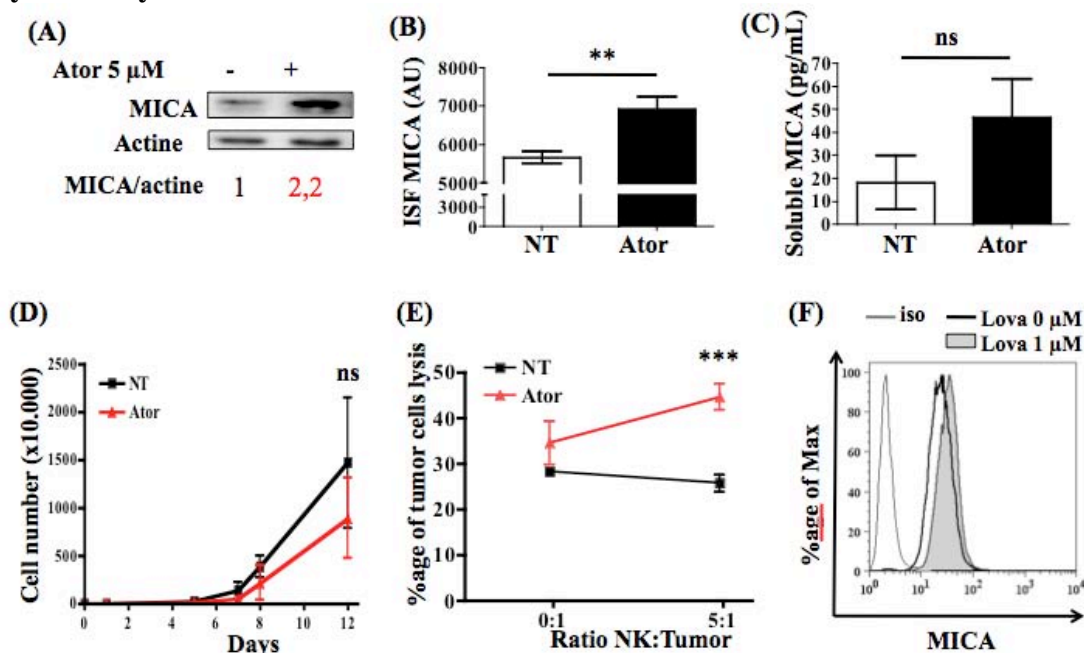 (A)
Ator 5 µM - +
MICA
Actine
MICA/actine 1 2,2
(B)
**
ISF MICA (AU)
8000
7000
6000
5000
3000
0
NT Ator
(C)
ns
Soluble MICA (pg/mL)
70
60
50
40
30
20
10
0
NT Ator
(D)
NT
Ator
ns
Cell number (x10.000)
2500
2000
1500
1000
500
0
0 2 4 6 8 10 12
Days
(E)
NT
Ator
***
%age of tumor cells lysis
50
40
30
20
10
0
0:1 5:1
Ratio NK:Tumor
(F)
iso Lova 0 µM
Lova 1 µM
%age of Max
100
80
60
40
20
0
10⁰ 10¹ 10² 10³ 10⁴
MICA